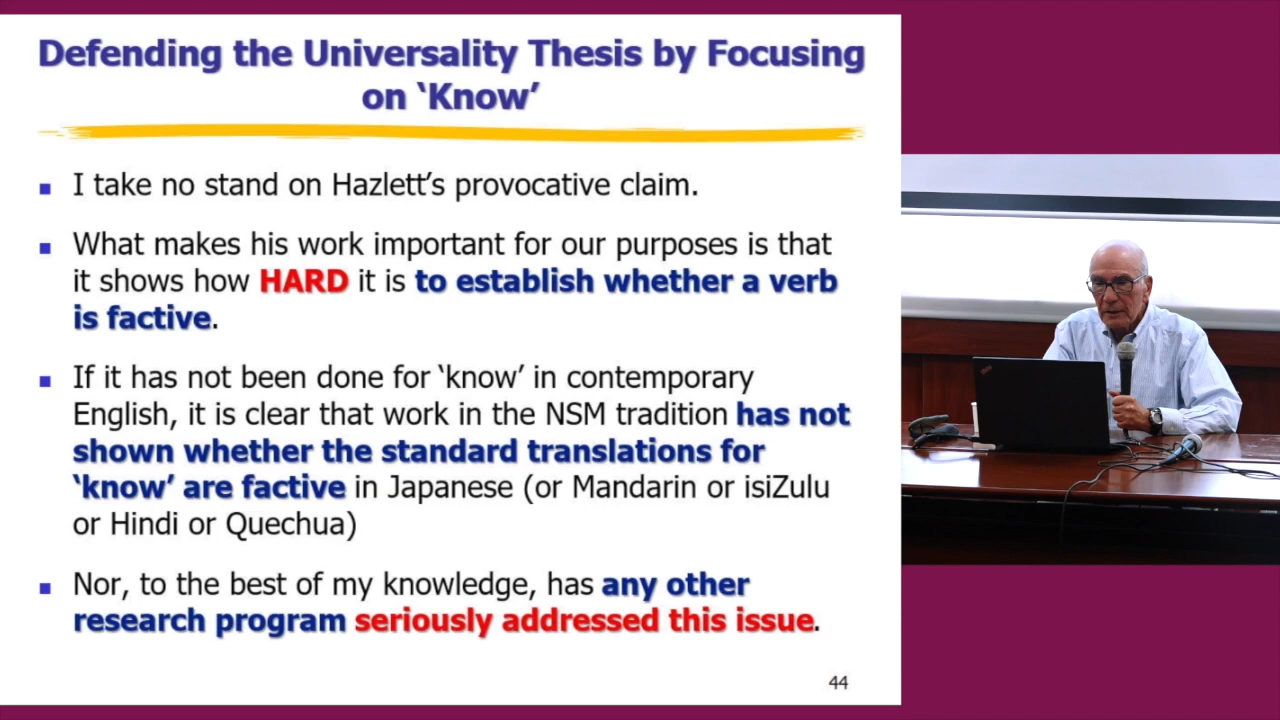 Defending the Universality Thesis by Focusing
on ‘Know’
I take no stand on Hazlett’s provocative claim.
What makes his work important for our purposes is that
it shows how HARD it is to establish whether a verb
is factive.
If it has not been done for ‘know’ in contemporary
English, it is clear that work in the NSM tradition has not
shown whether the standard translations for
‘know’ are factive in Japanese (or Mandarin or isiZulu
or Hindi or Quechua)
Nor, to the best of my knowledge, has any other
research program seriously addressed this issue.
44